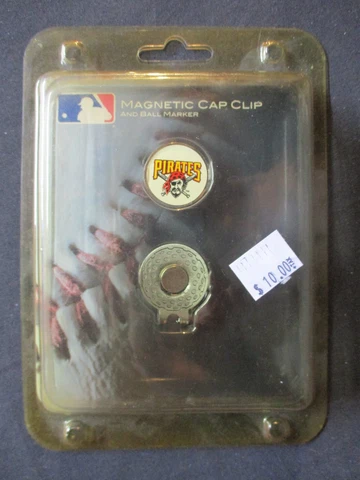 MAGNETIC CAP CLIP
AND BALL MARKER
PIRATES
$10.00